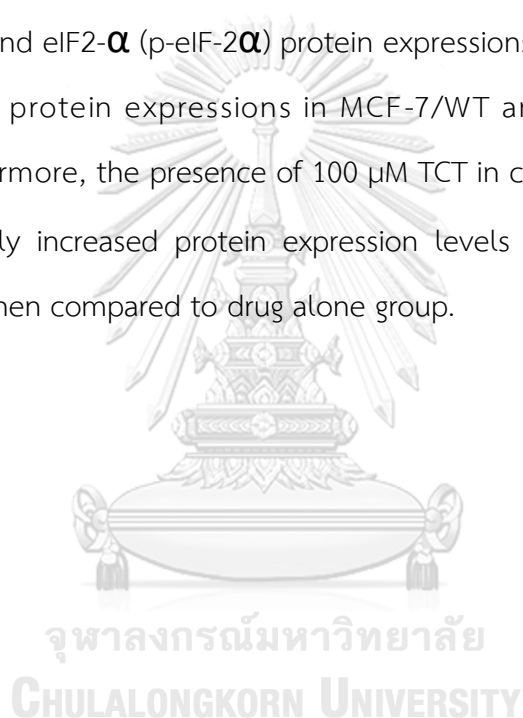 nd eIF2-α (p-eIF-2α) protein expressions
protein expressions in MCF-7/WT
rmore, the presence of 100 µM TCT in
ly increased protein expression levels
hen compared to drug alone group.
จุฬาลงกรณ์มหาวิทยาลัย
CHULALONGKORN UNIVERSITY